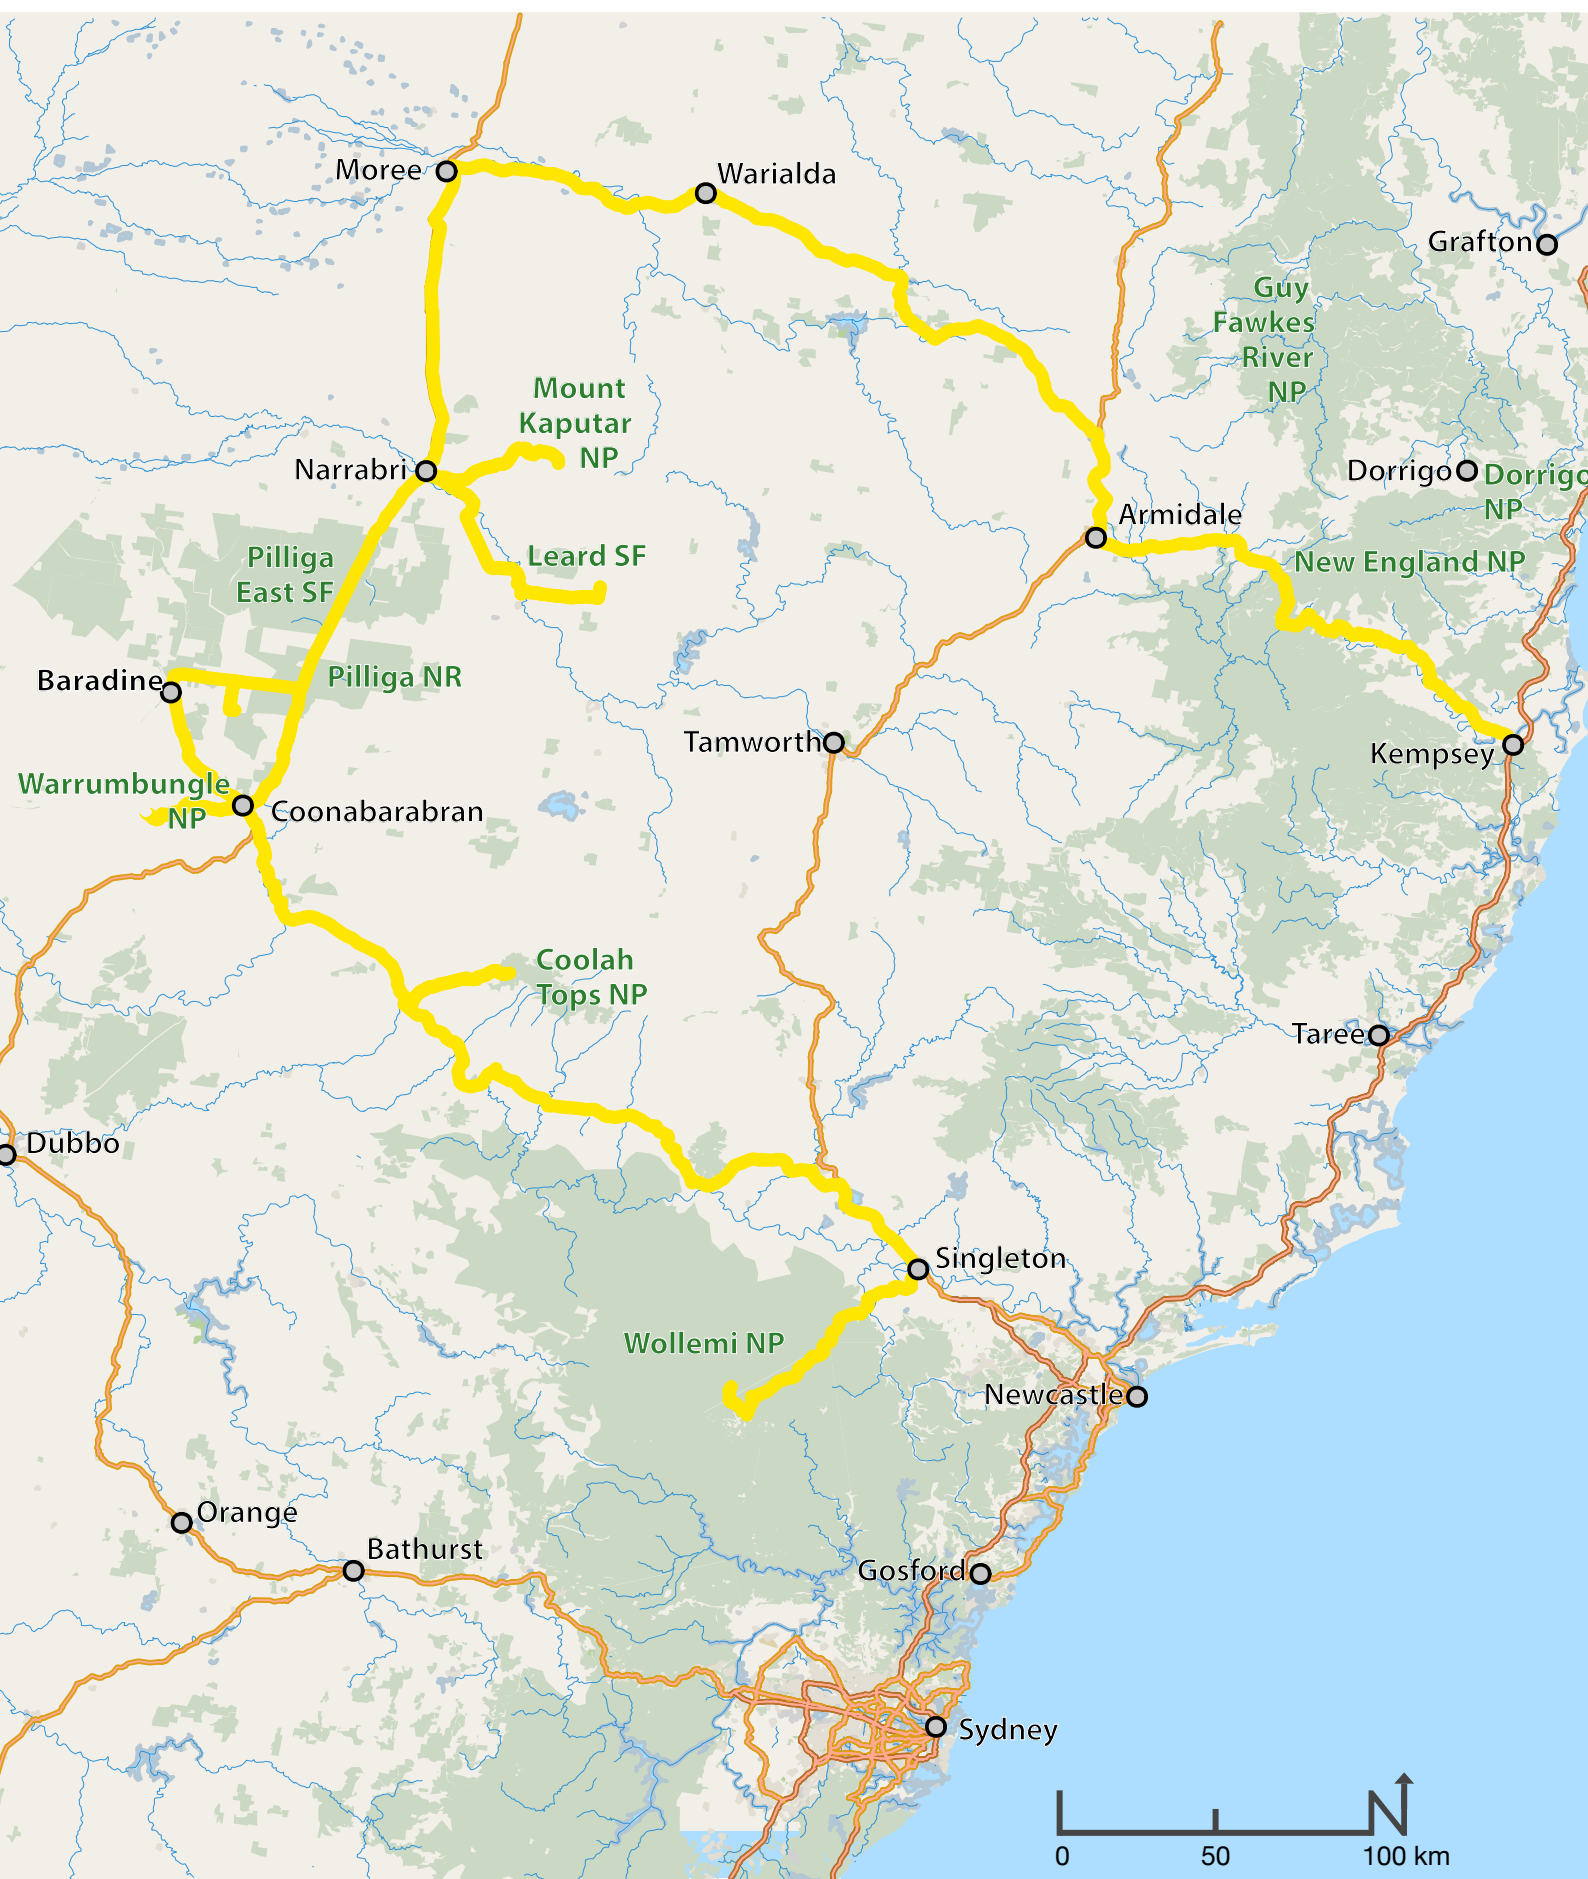 Moree
Warialda
Grafton
Guy
Fawkes
River
NP
Mount
Kaputar
NP
Narrabri
Dorrigo
Dorrigo
NP
Armidale
Pilliga
East SF
Leard SF
New England NP
Baradine
Pilliga NR
Tamworth
Kempsey
Warrumbungle
NP
Coonabarabran
Coolah
Tops NP
Taree
Dubbo
Singleton
Wollemi NP
Newcastle
Orange
Bathurst
Gosford
Sydney
N
0 50 100 km